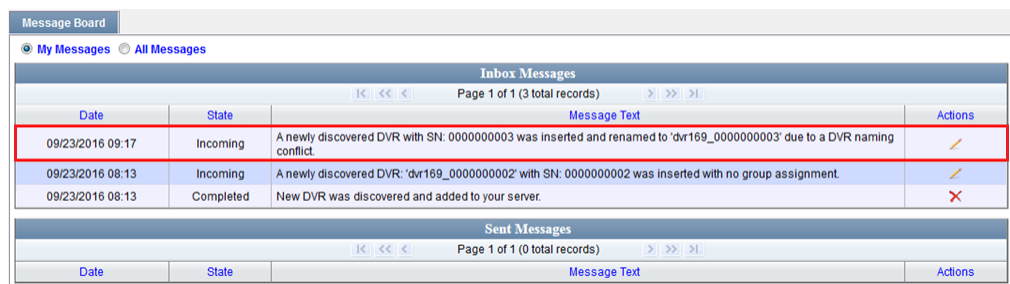 Message Board
My Messages All Messages
Inbox Messages
Page 1 of 1 (3 total records)
Date State Message Text Actions
09/23/2016 09:17 Incoming A newly discovered DVR with SN: 0000000003 was inserted and renamed to 'dvr169_0000000003' due to a DVR naming
conflict.
09/23/2016 08:13 Incoming A newly discovered DVR: 'dvr169_0000000002' with SN: 0000000002 was inserted with no group assignment.
09/23/2016 08:13 Completed New DVR was discovered and added to your server.
Sent Messages
Page 1 of 1 (0 total records)
Date State Message Text Actions